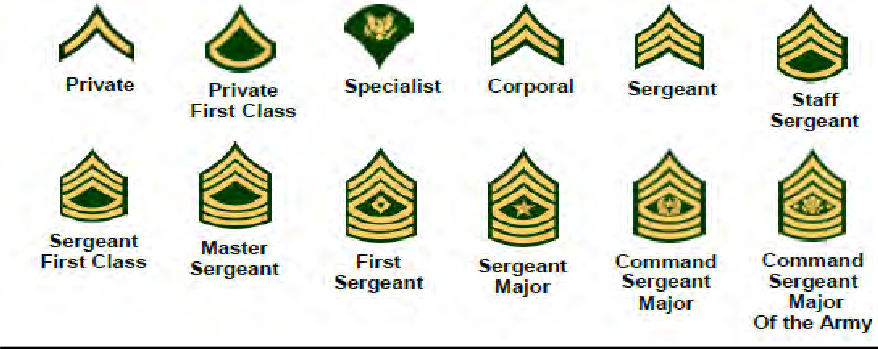 Private
Private
First Class
Specialist
Corporal
Sergeant
Staff
Sergeant
Sergeant
First Class
Master
Sergeant
First
Sergeant
Sergeant
Major
Command
Sergeant
Major
Command
Sergeant
Major
Of the Army